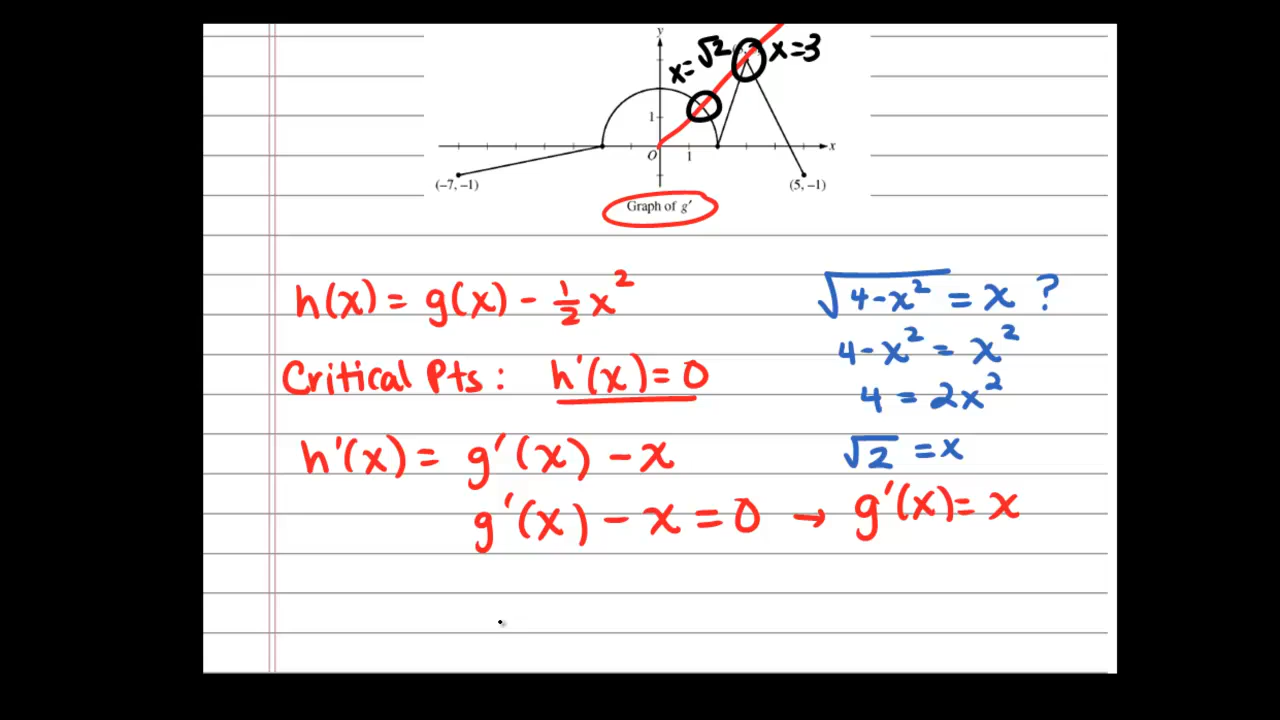 y
x=√2
x=3
1
O
1
x
(−7, −1)
(5, −1)
Graph of g′
h(x) = g(x) − ½x²
Critical Pts: h'(x) = 0
h'(x) = g'(x) − x
g'(x) − x = 0 → g'(x) = x
√(4−x²) = x ?
4−x² = x²
4 = 2x²
√2 = x